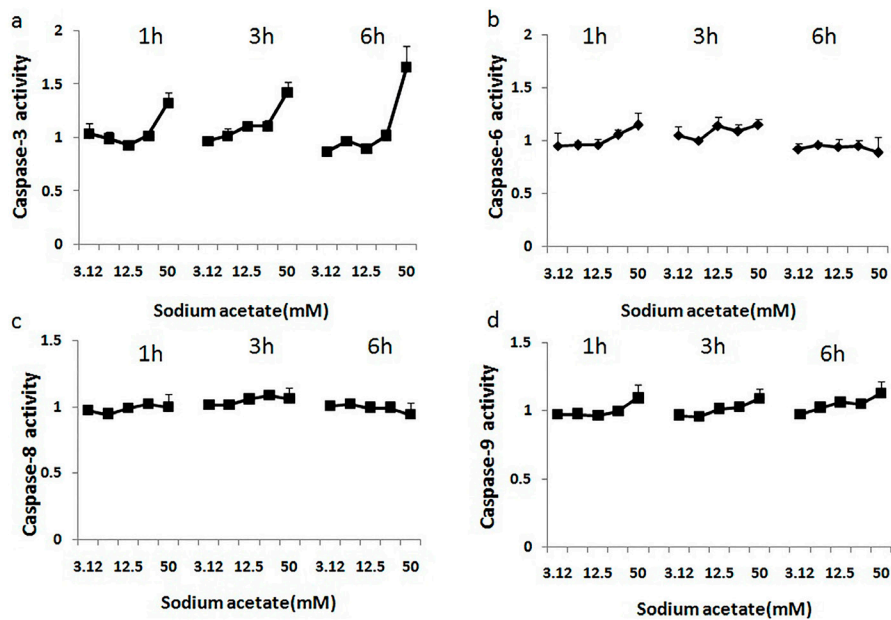 a
1h 3h 6h
Caspase-3 activity
2
1.5
1
0.5
0
3.12 12.5 50 3.12 12.5 50 3.12 12.5 50
Sodium acetate(mM)
b
1h 3h 6h
Caspase-6 activity
2
1.5
1
0.5
0
3.12 12.5 50 3.12 12.5 50 3.12 12.5 50
Sodium acetate(mM)
c
1h 3h 6h
Caspase-8 activity
1.5
1
0.5
0
3.12 12.5 50 3.12 12.5 50 3.12 12.5 50
Sodium acetate(mM)
d
1h 3h 6h
Caspase-9 activity
1.5
1
0.5
0
3.12 12.5 50 3.12 12.5 50 3.12 12.5 50
Sodium acetate(mM)